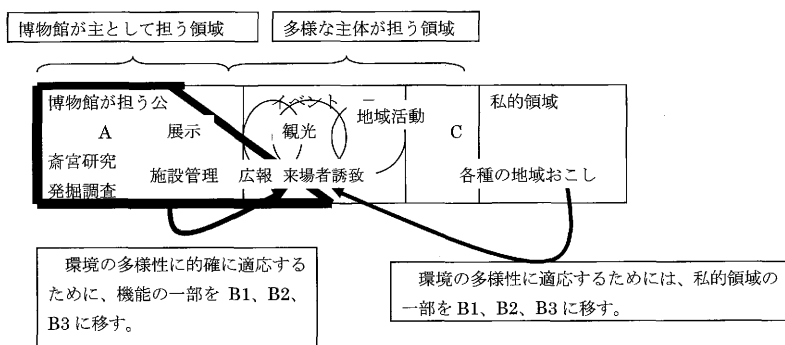 博物館が主として担う領域
多様な主体が担う領域
博物館が担う公
イベント
私的領域
地域活動
A
展示
観光
C
斎宮研究
施設管理
広報
来場者誘致
各種の地域おこし
発掘調査
環境の多様性に的確に適応する
ために、機能の一部を B1、B2、
B3 に移す。
環境の多様性に適応するためには、私的領域の
一部を B1、B2、B3 に移す。